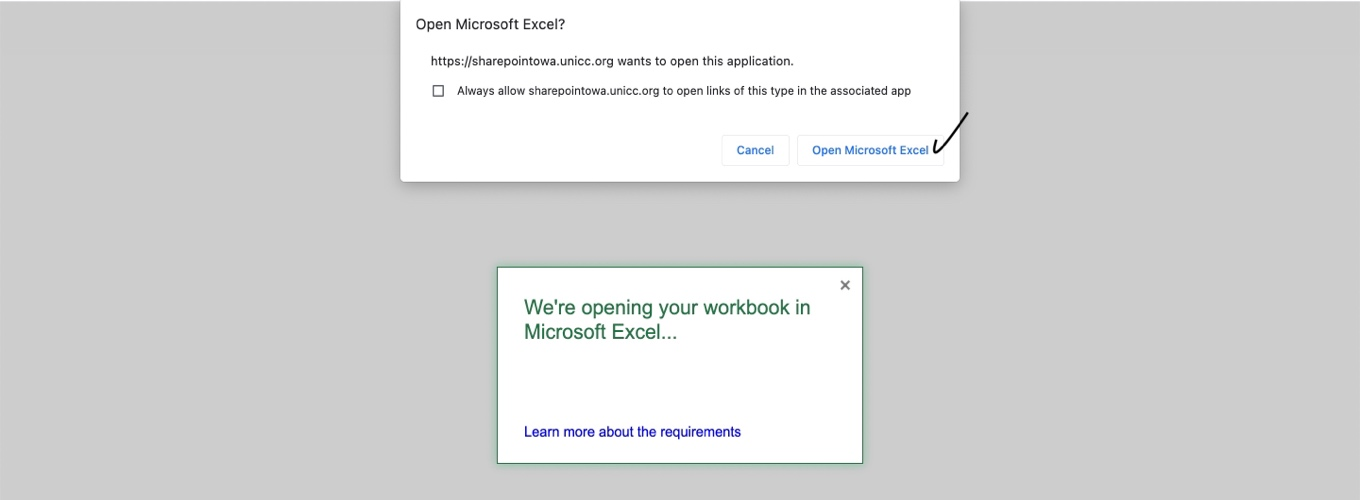 Open Microsoft Excel?
https://sharepointowa.unicc.org wants to open this application.
Always allow sharepointowa.unicc.org to open links of this type in the associated app
Cancel
Open Microsoft Excel
We're opening your workbook in
Microsoft Excel...
Learn more about the requirements